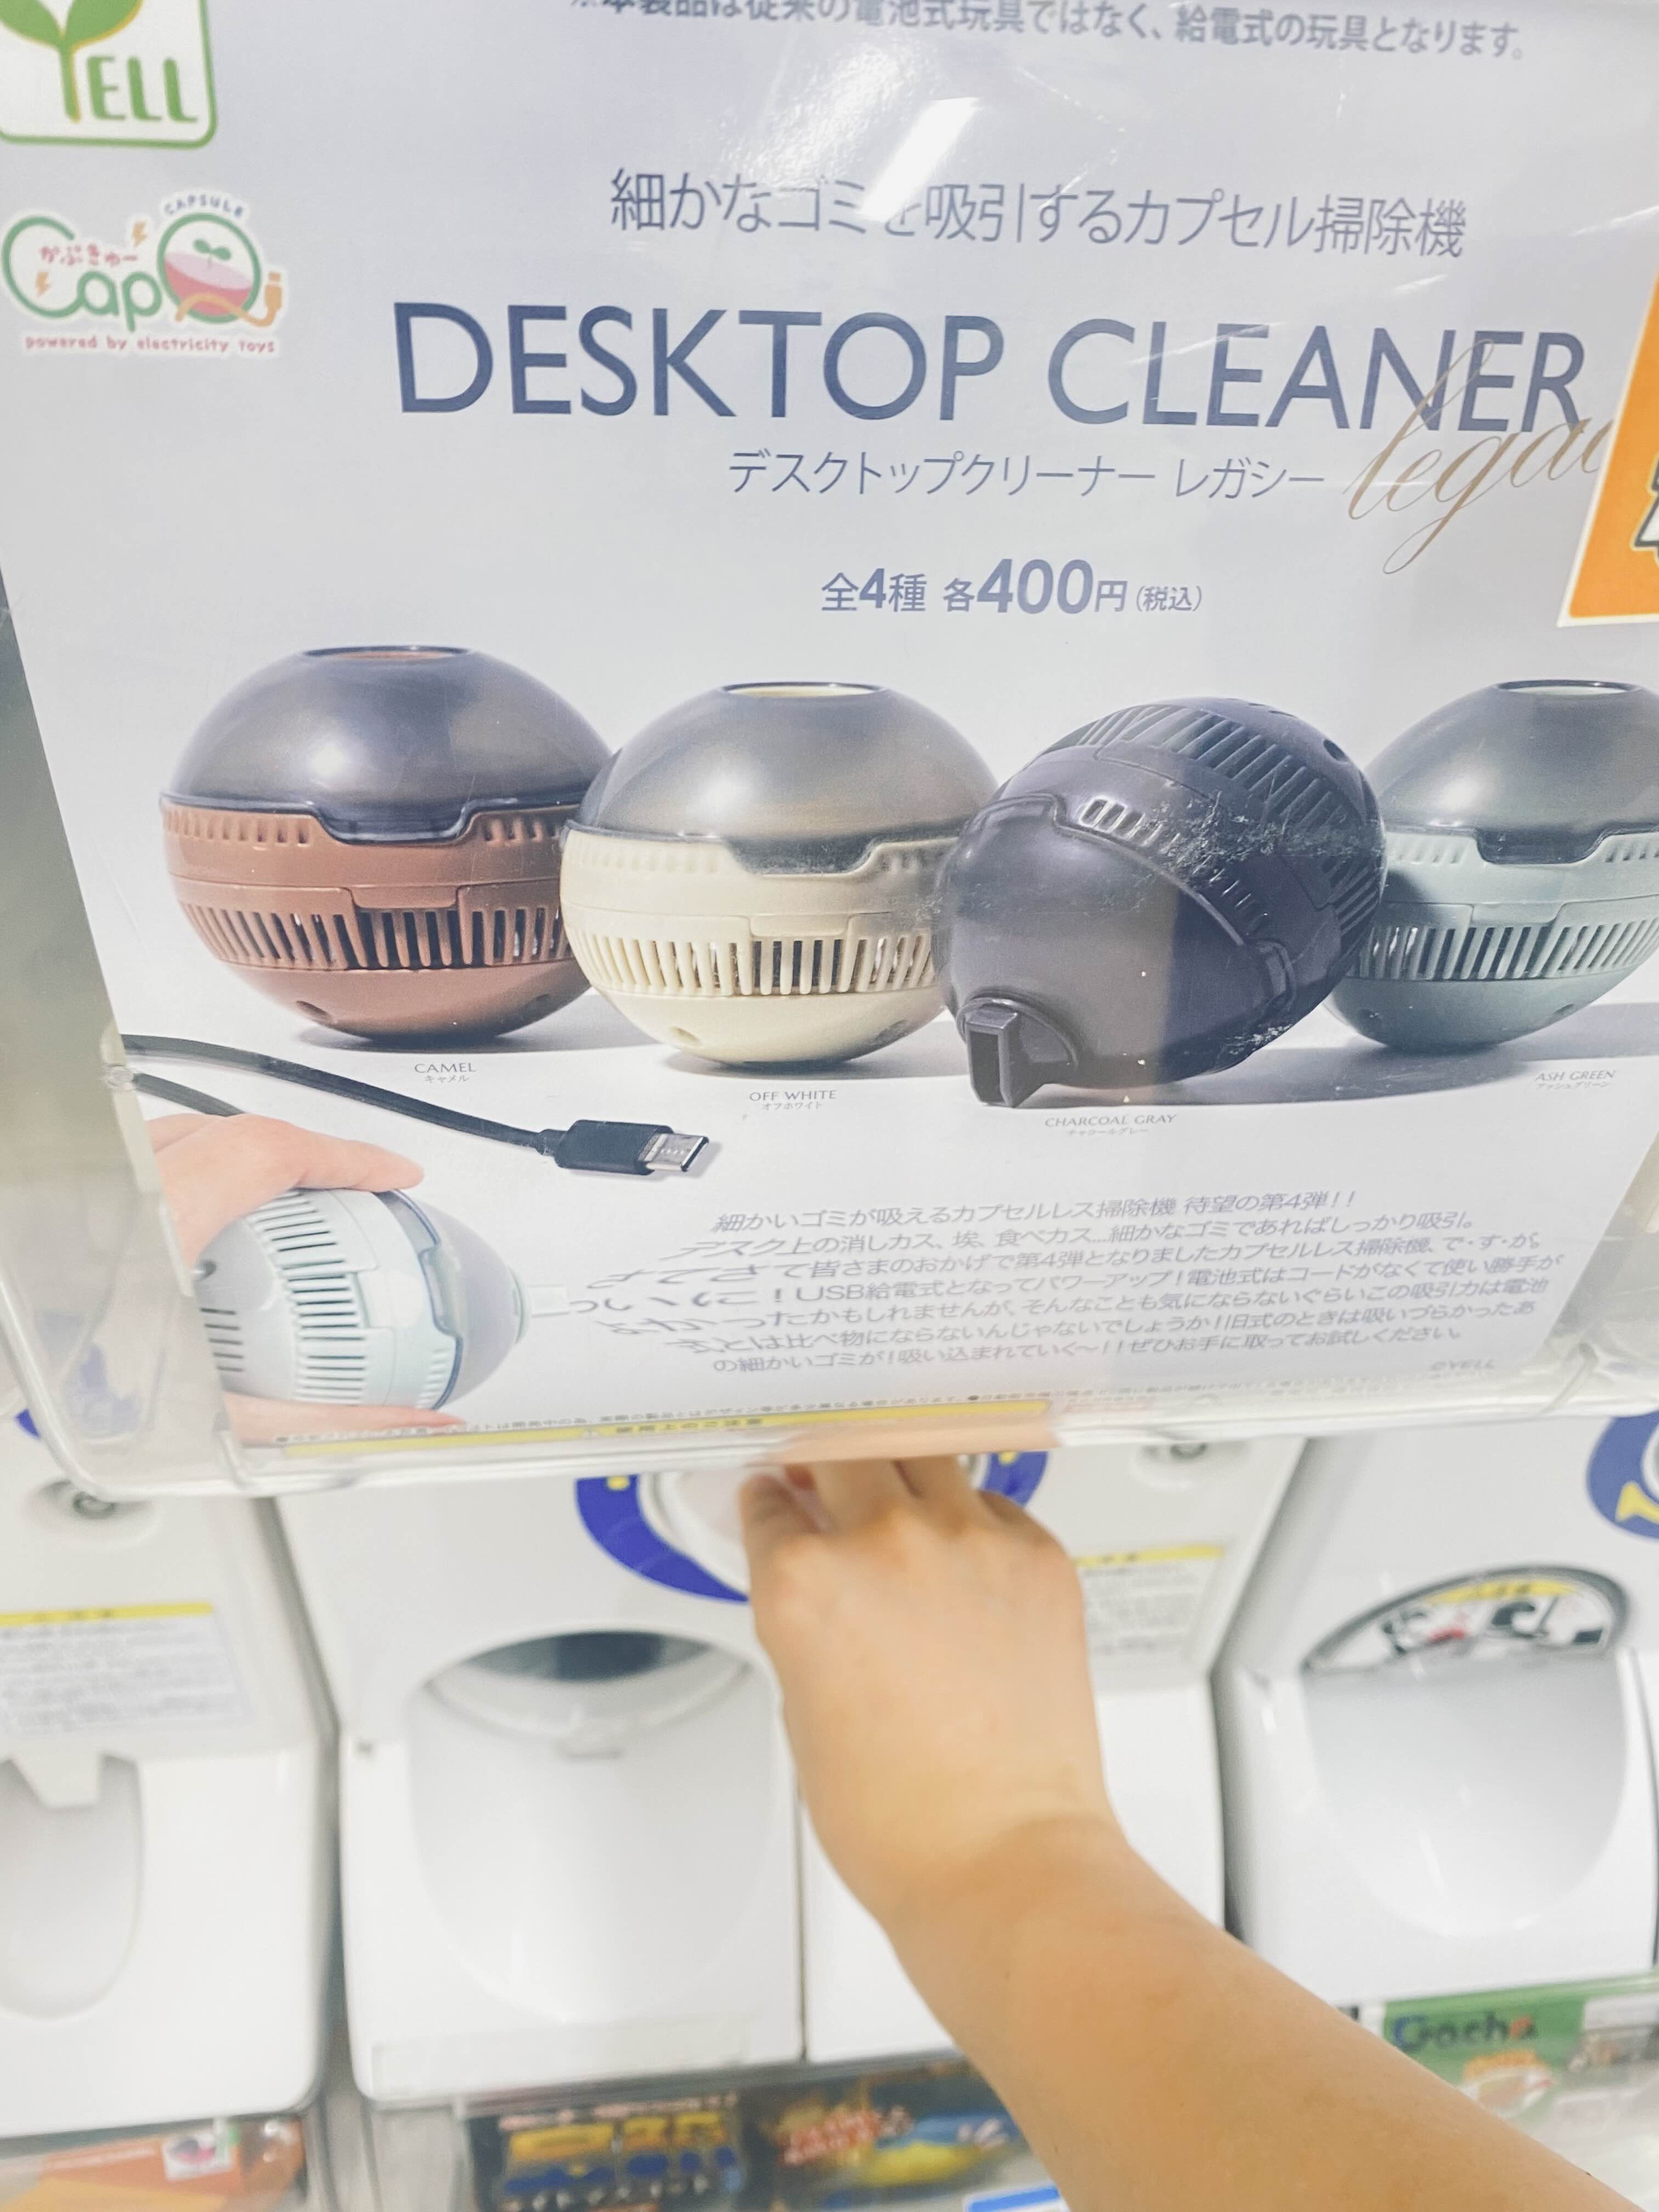 本製品は従来の電池式玩具ではなく、給電式の玩具となります。
YELL
細かなゴミを吸引するカプセル掃除機
CAPSULE
かぷきゅー
CapQ
powered by electricity toys
DESKTOP CLEANER
デスクトップクリーナー レガシー
全4種 各400円(税込)
CAMEL
キャメル
OFF WHITE
オフホワイト
CHARCOAL GRAY
チャコールグレー
ASH GREEN
アッシュグリーン
細かいゴミが吸えるカプセルレス掃除機 待望の第4弾!!
デスク上の消しカス、埃、食べカス...細かなゴミであればしっかり吸引。
さてさて皆さまのおかげで第4弾となりましたカプセルレス掃除機、で・す・が。
ついに!USB給電式となってパワーアップ!電池式はコードがなくて使い勝手が
よかったかもしれませんが、そんなことも気にならないぐらいこの吸引力は電池
式とは比べ物にならないんじゃないでしょうか!旧式のときは吸いづらかったあ
の細かいゴミが!吸い込まれていく〜!!ぜひお手に取ってお試しください。
©YELL
Gacha